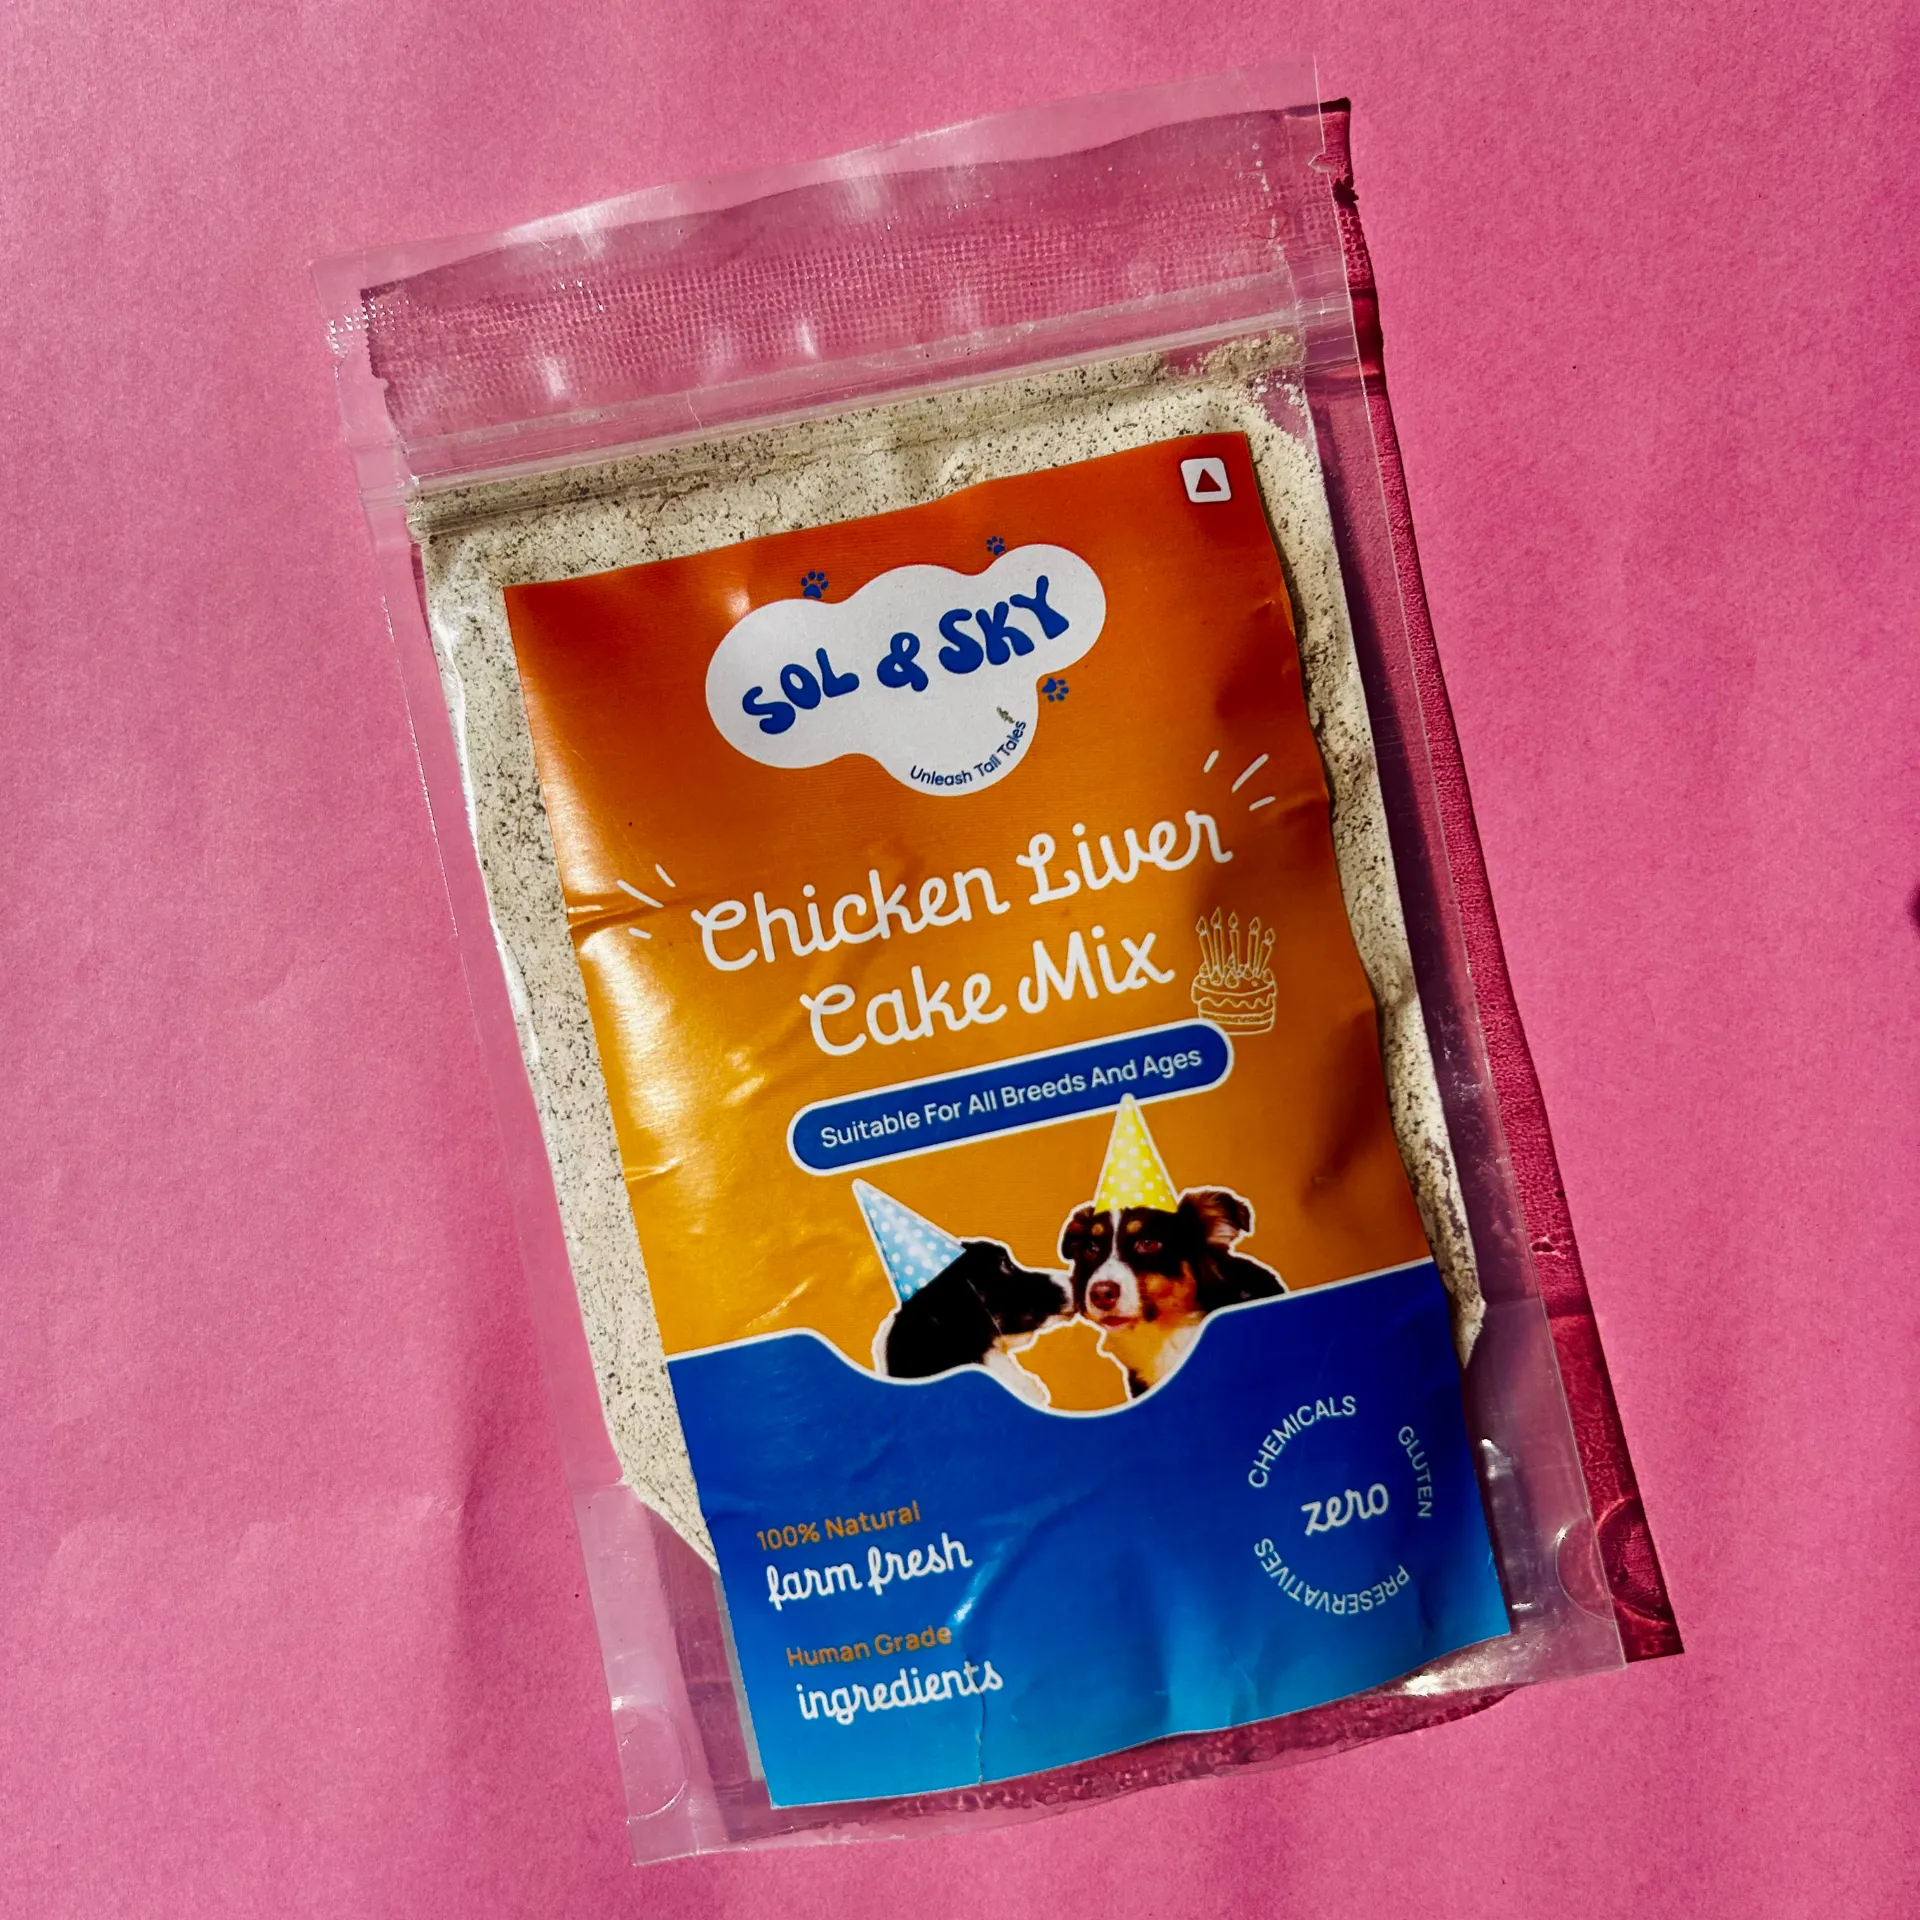 SOL & SKY
Unleash Tall Tales
Chicken Liver
Cake Mix
Suitable For All Breeds And Ages
100% Natural
farm fresh
Human Grade
ingredients
CHEMICALS
GLUTEN
zero
PRESERVATIVES